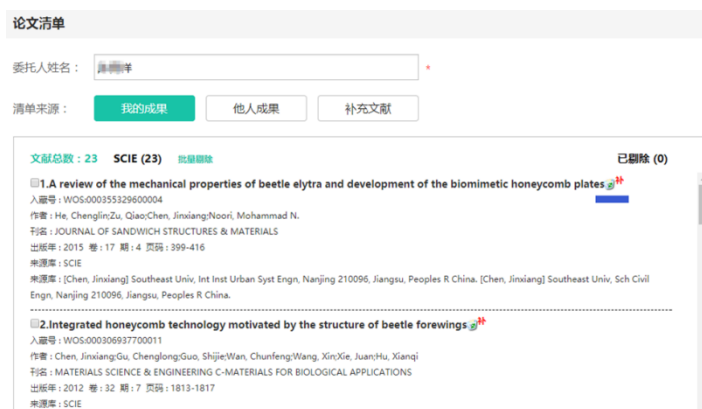 论文清单
委托人姓名：
洋
*
清单来源：
我的成果
他人成果
补充文献
文献总数：23 SCIE (23) 批量剔除 已剔除 (0)
1.A review of the mechanical properties of beetle elytra and development of the biomimetic honeycomb plates 补
入藏号：WOS:000355329600004
作者：He, Chenglin;Zu, Qiao;Chen, Jinxiang;Noori, Mohammad N.
刊名：JOURNAL OF SANDWICH STRUCTURES & MATERIALS
出版年：2015 卷：17 期：4 页码：399-416
来源库：SCIE
来源库：[Chen, Jinxiang] Southeast Univ, Int Inst Urban Syst Engn, Nanjing 210096, Jiangsu, Peoples R China. [Chen, Jinxiang] Southeast Univ, Sch Civil
Engn, Nanjing 210096, Jiangsu, Peoples R China.
2.Integrated honeycomb technology motivated by the structure of beetle forewings 补
入藏号：WOS:000306937700011
作者：Chen, Jinxiang;Gu, Chenglong;Guo, Shijie;Wan, Chunfeng;Wang, Xin;Xie, Juan;Hu, Xianqi
刊名：MATERIALS SCIENCE & ENGINEERING C-MATERIALS FOR BIOLOGICAL APPLICATIONS
出版年：2012 卷：32 期：7 页码：1813-1817
来源库：SCIE